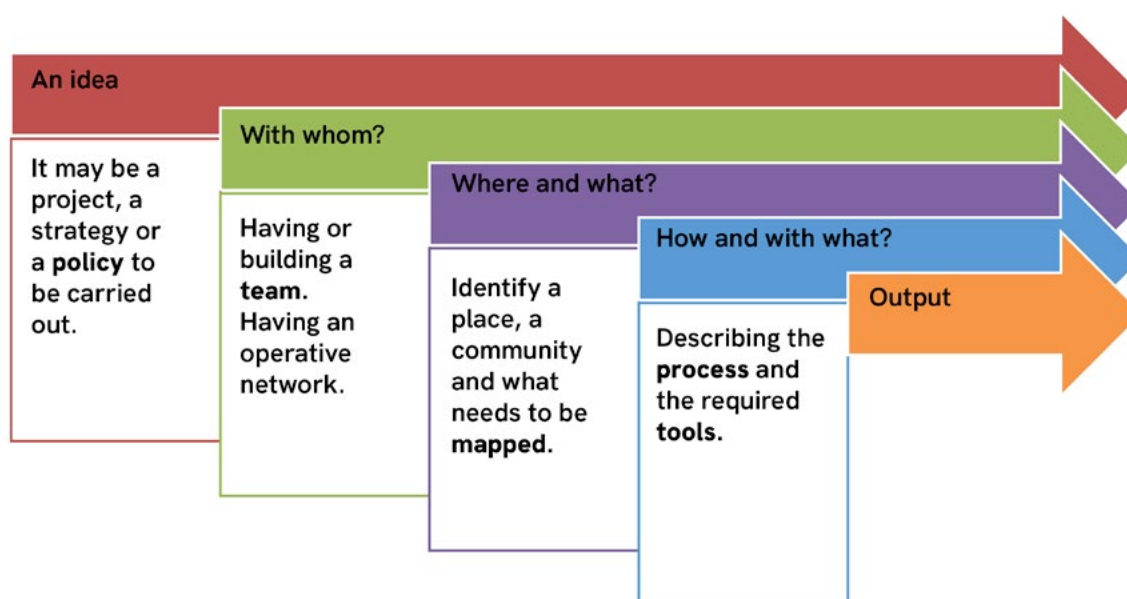 An idea
It may be a
project, a
strategy or
a policy to
be carried
out.
With whom?
Having or
building a
team.
Having an
operative
network.
Where and what?
Identify a
place, a
community
and what
needs to be
mapped.
How and with what?
Describing the
process and
the required
tools.
Output